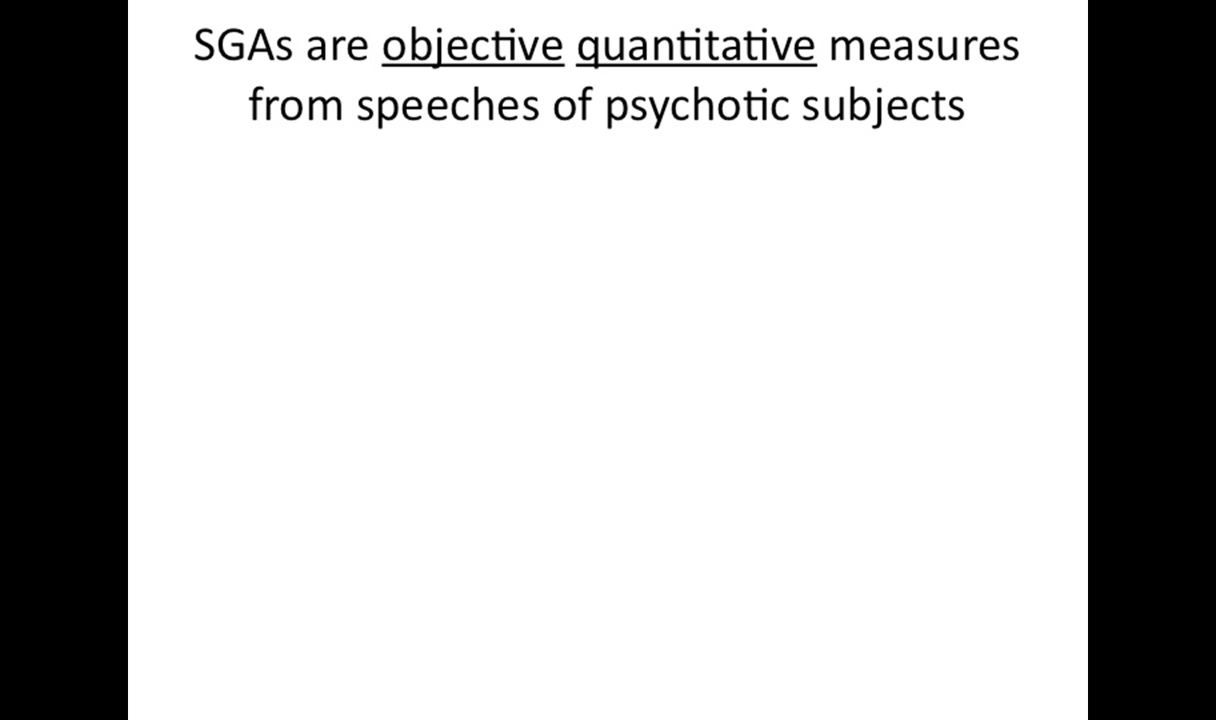 SGAs are objective quantitative measures
from speeches of psychotic subjects